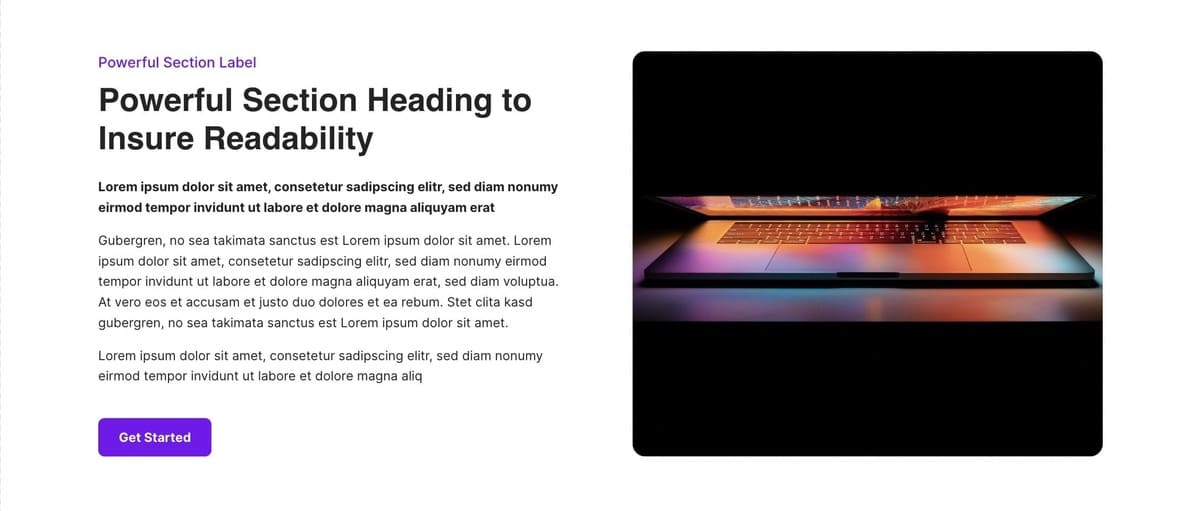 Powerful Section Label
Powerful Section Heading to
Insure Readability
Lorem ipsum dolor sit amet, consetetur sadipscing elitr, sed diam nonumy
eirmod tempor invidunt ut labore et dolore magna aliquyam erat
Gubergren, no sea takimata sanctus est Lorem ipsum dolor sit amet. Lorem
ipsum dolor sit amet, consetetur sadipscing elitr, sed diam nonumy eirmod
tempor invidunt ut labore et dolore magna aliquyam erat, sed diam voluptua.
At vero eos et accusam et justo duo dolores et ea rebum. Stet clita kasd
gubergren, no sea takimata sanctus est Lorem ipsum dolor sit amet.
Lorem ipsum dolor sit amet, consetetur sadipscing elitr, sed diam nonumy
eirmod tempor invidunt ut labore et dolore magna aliq
Get Started